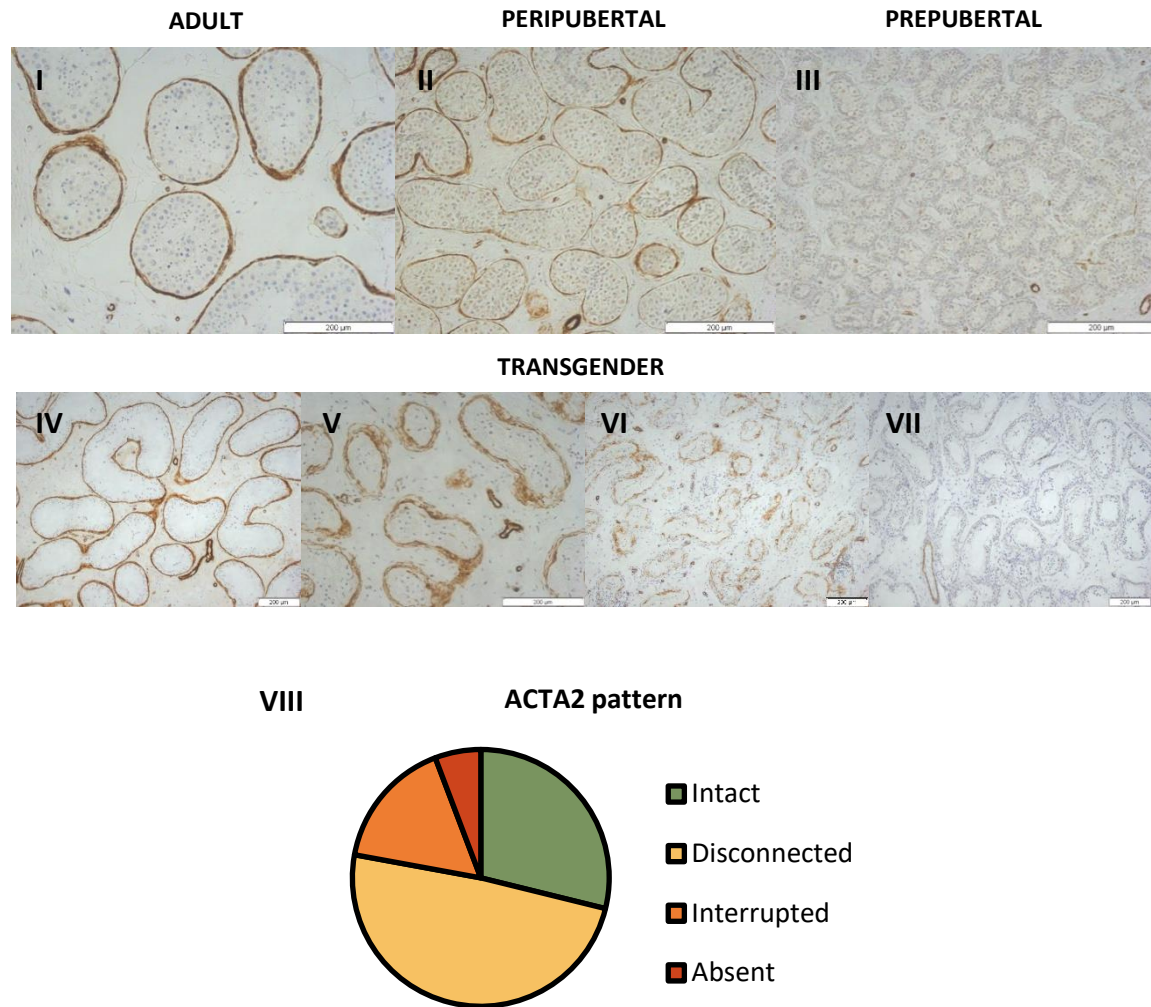 ADULT PERIPUBERTAL PREPUBERTAL
I II III
200 µm 200 µm 200 µm
TRANSGENDER
IV V VI VII
200 µm 200 µm 200 µm 200 µm
VIII ACTA2 pattern
Intact
Disconnected
Interrupted
Absent